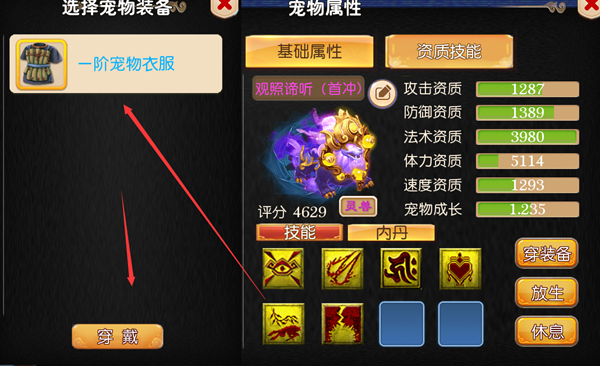 选择宠物装备
一阶宠物衣服
穿 戴
宠物属性
基础属性
资质技能
观照谛听（首冲）
评分 4629
灵兽
攻击资质 1287
防御资质 1389
法术资质 3980
体力资质 5114
速度资质 1293
宠物成长 1.235
技能
内丹
穿装备
放生
休息